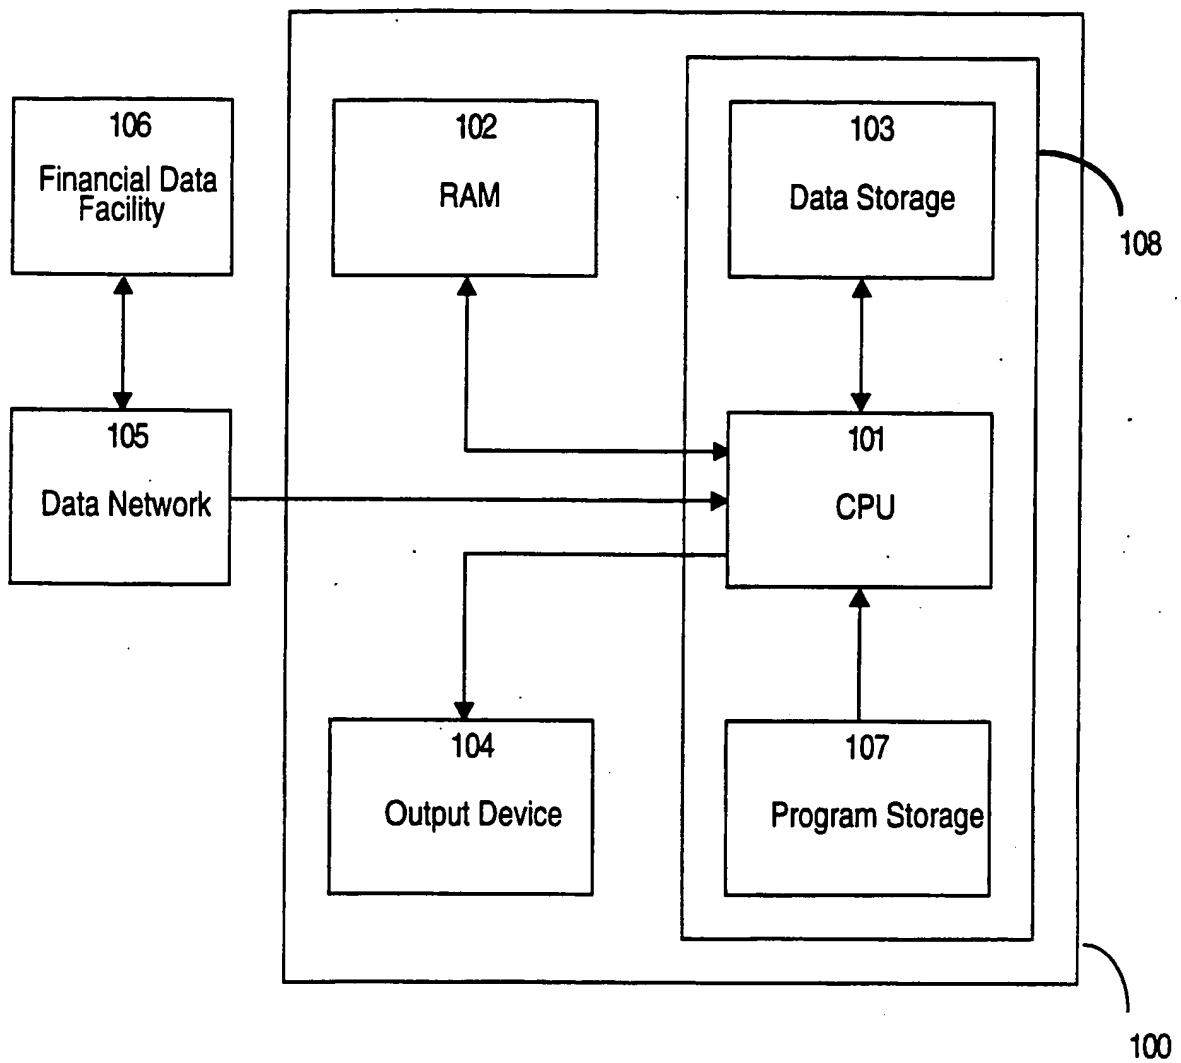 106
Financial Data
Facility
102
RAM
103
Data Storage
108
105
Data Network
101
CPU
104
Output Device
107
Program Storage
100